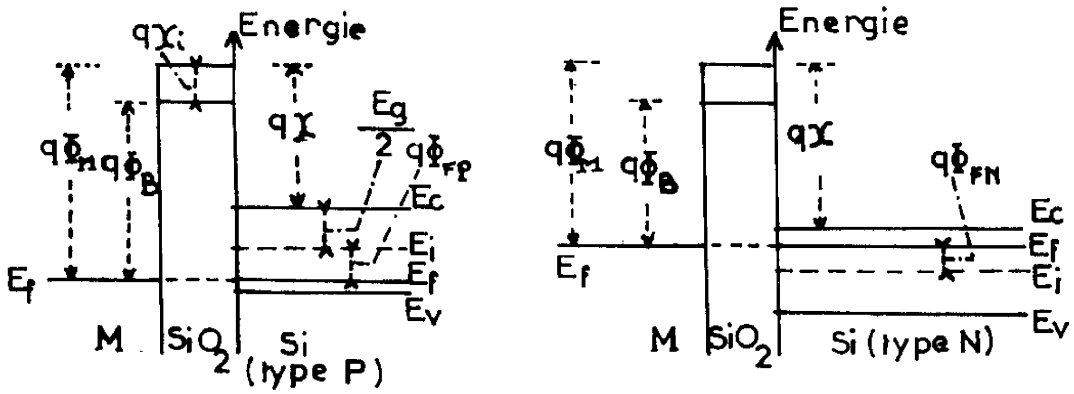 Energie
qχi
qΦM
qΦB
qχ
Eg/2
qΦFP
Ec
Ei
Ef
Ef
Ev
M
SiO2
Si
(type P)
Energie
qΦM
qΦB
qχ
qΦFN
Ec
Ef
Ef
Ei
Ev
M
SiO2
Si (type N)